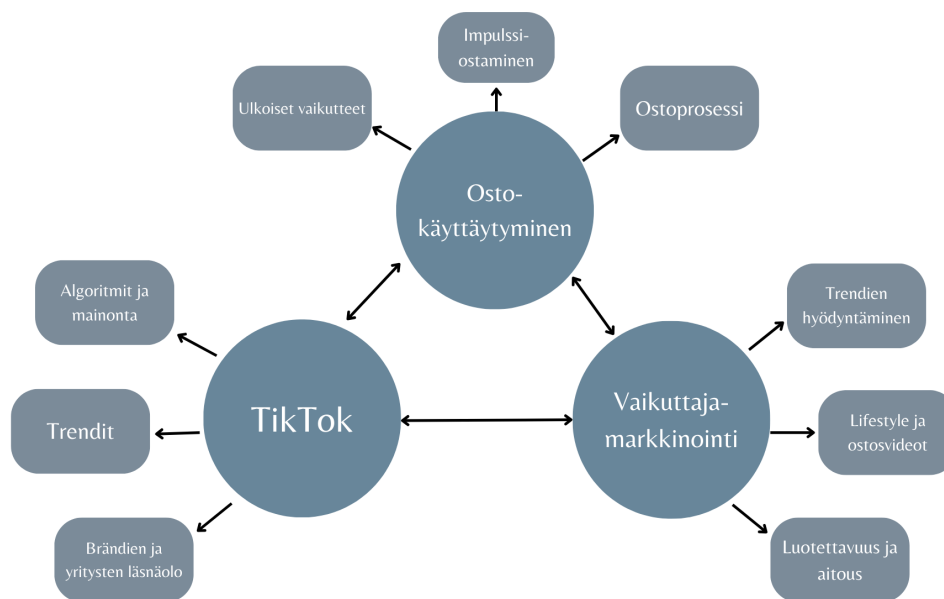 Impulssi-
ostaminen
Ulkoiset vaikutteet
Ostoprosessi
Osto-
käyttäytyminen
Algoritmit ja
mainonta
Trendien
hyödyntäminen
TikTok
Vaikuttaja-
markkinointi
Trendit
Lifestyle ja
ostosvideot
Brändien ja
yritysten läsnäolo
Luotettavuus ja
aitous